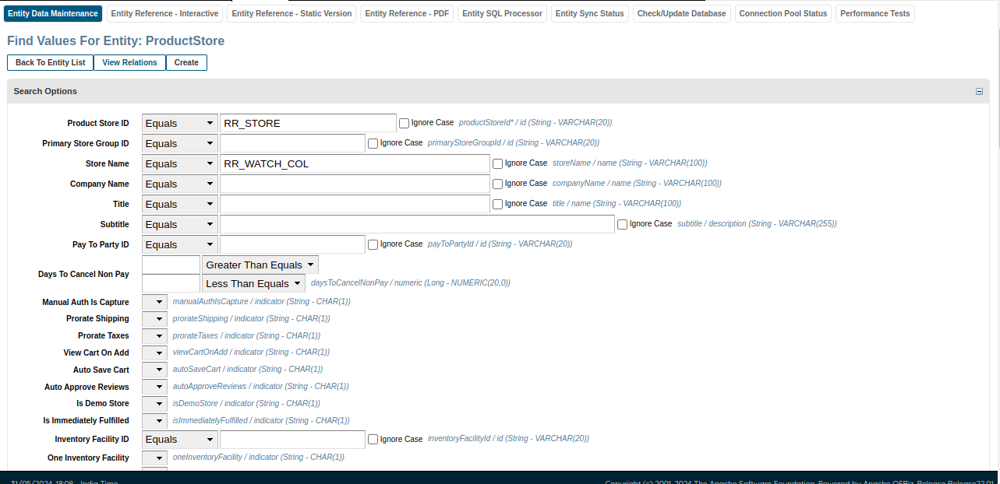 Entity Data Maintenance Entity Reference - Interactive Entity Reference - Static Version Entity Reference - PDF Entity SQL Processor Entity Sync Status Check/Update Database Connection Pool Status Performance Tests
Find Values For Entity: ProductStore
Back To Entity List View Relations Create
Search Options
Product Store ID Equals RR_STORE Ignore Case productStoreId* / id (String - VARCHAR(20))
Primary Store Group ID Equals Ignore Case primaryStoreGroupId / id (String - VARCHAR(20))
Store Name Equals RR_WATCH_COL Ignore Case storeName / name (String - VARCHAR(100))
Company Name Equals Ignore Case companyName / name (String - VARCHAR(100))
Title Equals Ignore Case title / name (String - VARCHAR(100))
Subtitle Equals Ignore Case subtitle / description (String - VARCHAR(255))
Pay To Party ID Equals Ignore Case payToPartyId / id (String - VARCHAR(20))
Greater Than Equals
Days To Cancel Non Pay
Less Than Equals daysToCancelNonPay / numeric (Long - NUMERIC(20,0))
Manual Auth Is Capture manualAuthIsCapture / indicator (String - CHAR(1))
Prorate Shipping prorateShipping / indicator (String - CHAR(1))
Prorate Taxes prorateTaxes / indicator (String - CHAR(1))
View Cart On Add viewCartOnAdd / indicator (String - CHAR(1))
Auto Save Cart autoSaveCart / indicator (String - CHAR(1))
Auto Approve Reviews autoApproveReviews / indicator (String - CHAR(1))
Is Demo Store isDemoStore / indicator (String - CHAR(1))
Is Immediately Fulfilled isImmediatelyFulfilled / indicator (String - CHAR(1))
Inventory Facility ID Equals Ignore Case inventoryFacilityId / id (String - VARCHAR(20))
One Inventory Facility oneInventoryFacility / indicator (String - CHAR(1))
31/05/2024, 18:08 - India Time Copyright (c) 2001-2024 The Apache Software Foundation. Powered by Apache OFBiz. Release Release22.01